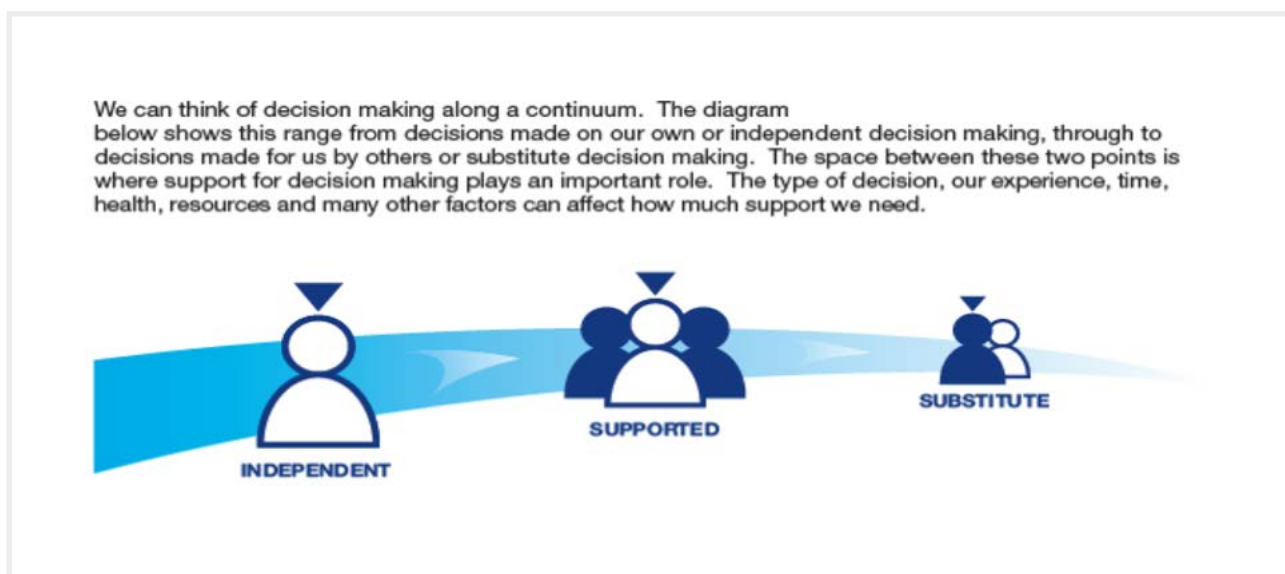 We can think of decision making along a continuum. The diagram
below shows this range from decisions made on our own or independent decision making, through to
decisions made for us by others or substitute decision making. The space between these two points is
where support for decision making plays an important role. The type of decision, our experience, time,
health, resources and many other factors can affect how much support we need.
INDEPENDENT
SUPPORTED
SUBSTITUTE